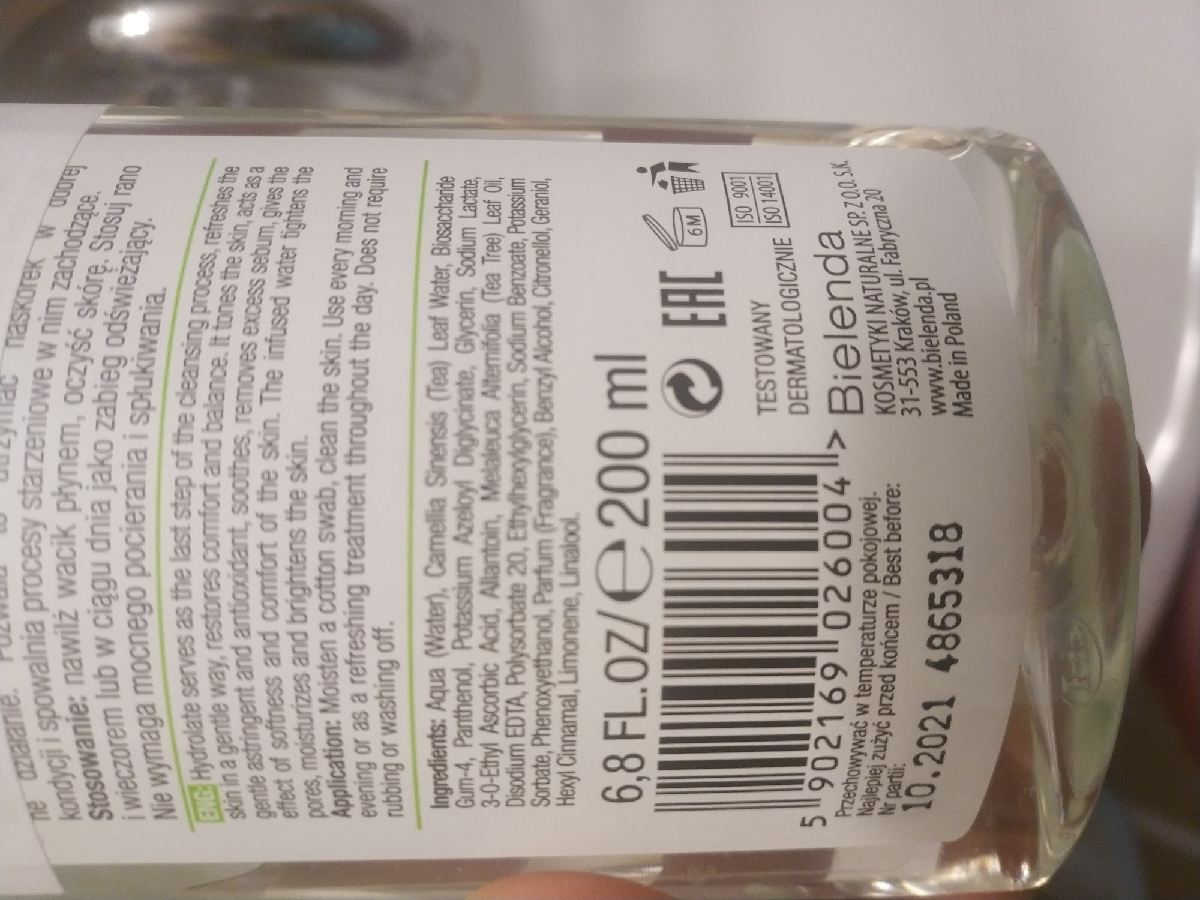 kondycji i spowalnia procesy starzeniowe w nim zachodzące.
Stosowanie: nawilż wacik płynem, oczyść skórę. Stosuj rano
i wieczorem lub w ciągu dnia jako zabieg odświeżający.
Nie wymaga mocnego pocierania i spłukiwania.
ENG Hydrolate serves as the last step of the cleansing process, refreshes the
skin in a gentle way, restores comfort and balance. It tones the skin, acts as a
gentle astringent and antioxidant, soothes, removes excess sebum, gives the
effect of softness and comfort of the skin. The infused water tightens the
pores, moisturizes and brightens the skin.
Application: Moisten a cotton swab, clean the skin. Use every morning and
evening or as a refreshing treatment throughout the day. Does not require
rubbing or washing off.
Ingredients: Aqua (Water), Camellia Sinensis (Tea) Leaf Water, Biosaccharide
Gum-4, Panthenol, Potassium Azeloyl Diglycinate, Glycerin, Sodium Lactate,
3-O-Ethyl Ascorbic Acid, Allantoin, Melaleuca Alternifolia (Tea Tree) Leaf Oil,
Disodium EDTA, Polysorbate 20, Ethylhexylglycerin, Sodium Benzoate, Potassium
Sorbate, Phenoxyethanol, Parfum (Fragrance), Benzyl Alcohol, Citronellol, Geraniol,
Hexyl Cinnamal, Limonene, Linalool.
6,8 FL.OZ/e200 ml
EAC
6M
5 902169 026004 >
TESTOWANY
DERMATOLOGICZNIE
ISO 9001
ISO 14001
Bielenda
KOSMETYKI NATURALNE SP. Z O.O. S.K.
31-553 Kraków, ul. Fabryczna 20
www.bielenda.pl
Made in Poland
Przechowywać w temperaturze pokojowej.
Najlepiej zużyć przed końcem / Best before:
Nr partii:
10.2021 4865318